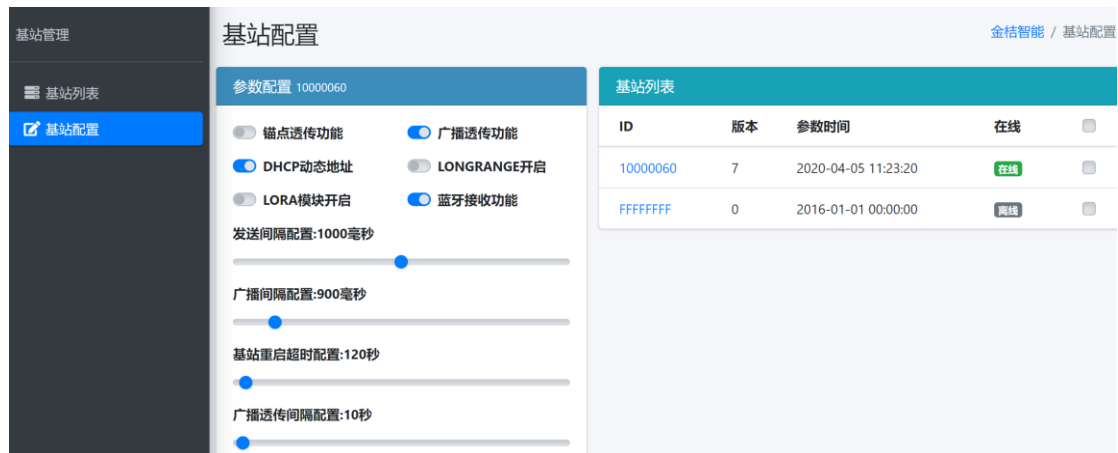 基站管理
基站列表
基站配置
基站配置
金桔智能 / 基站配置
参数配置 10000060
锚点透传功能 广播透传功能
DHCP动态地址 LONGRANGE开启
LORA模块开启 蓝牙接收功能
发送间隔配置:1000毫秒
广播间隔配置:900毫秒
基站重启超时配置:120秒
广播透传间隔配置:10秒
基站列表
ID 版本 参数时间 在线
10000060 7 2020-04-05 11:23:20 在线
FFFFFFFF 0 2016-01-01 00:00:00 离线